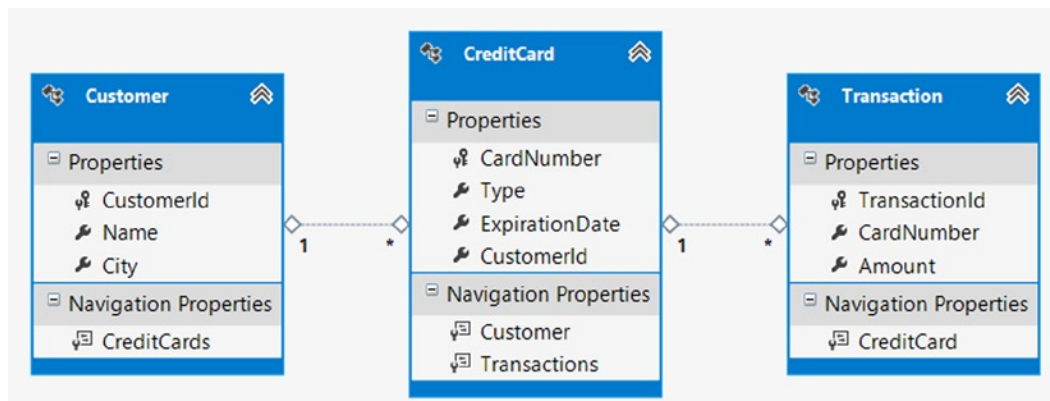 Customer
Properties
CustomerId
Name
City
Navigation Properties
CreditCards
1
*
CreditCard
Properties
CardNumber
Type
ExpirationDate
CustomerId
Navigation Properties
Customer
Transactions
1
*
Transaction
Properties
TransactionId
CardNumber
Amount
Navigation Properties
CreditCard